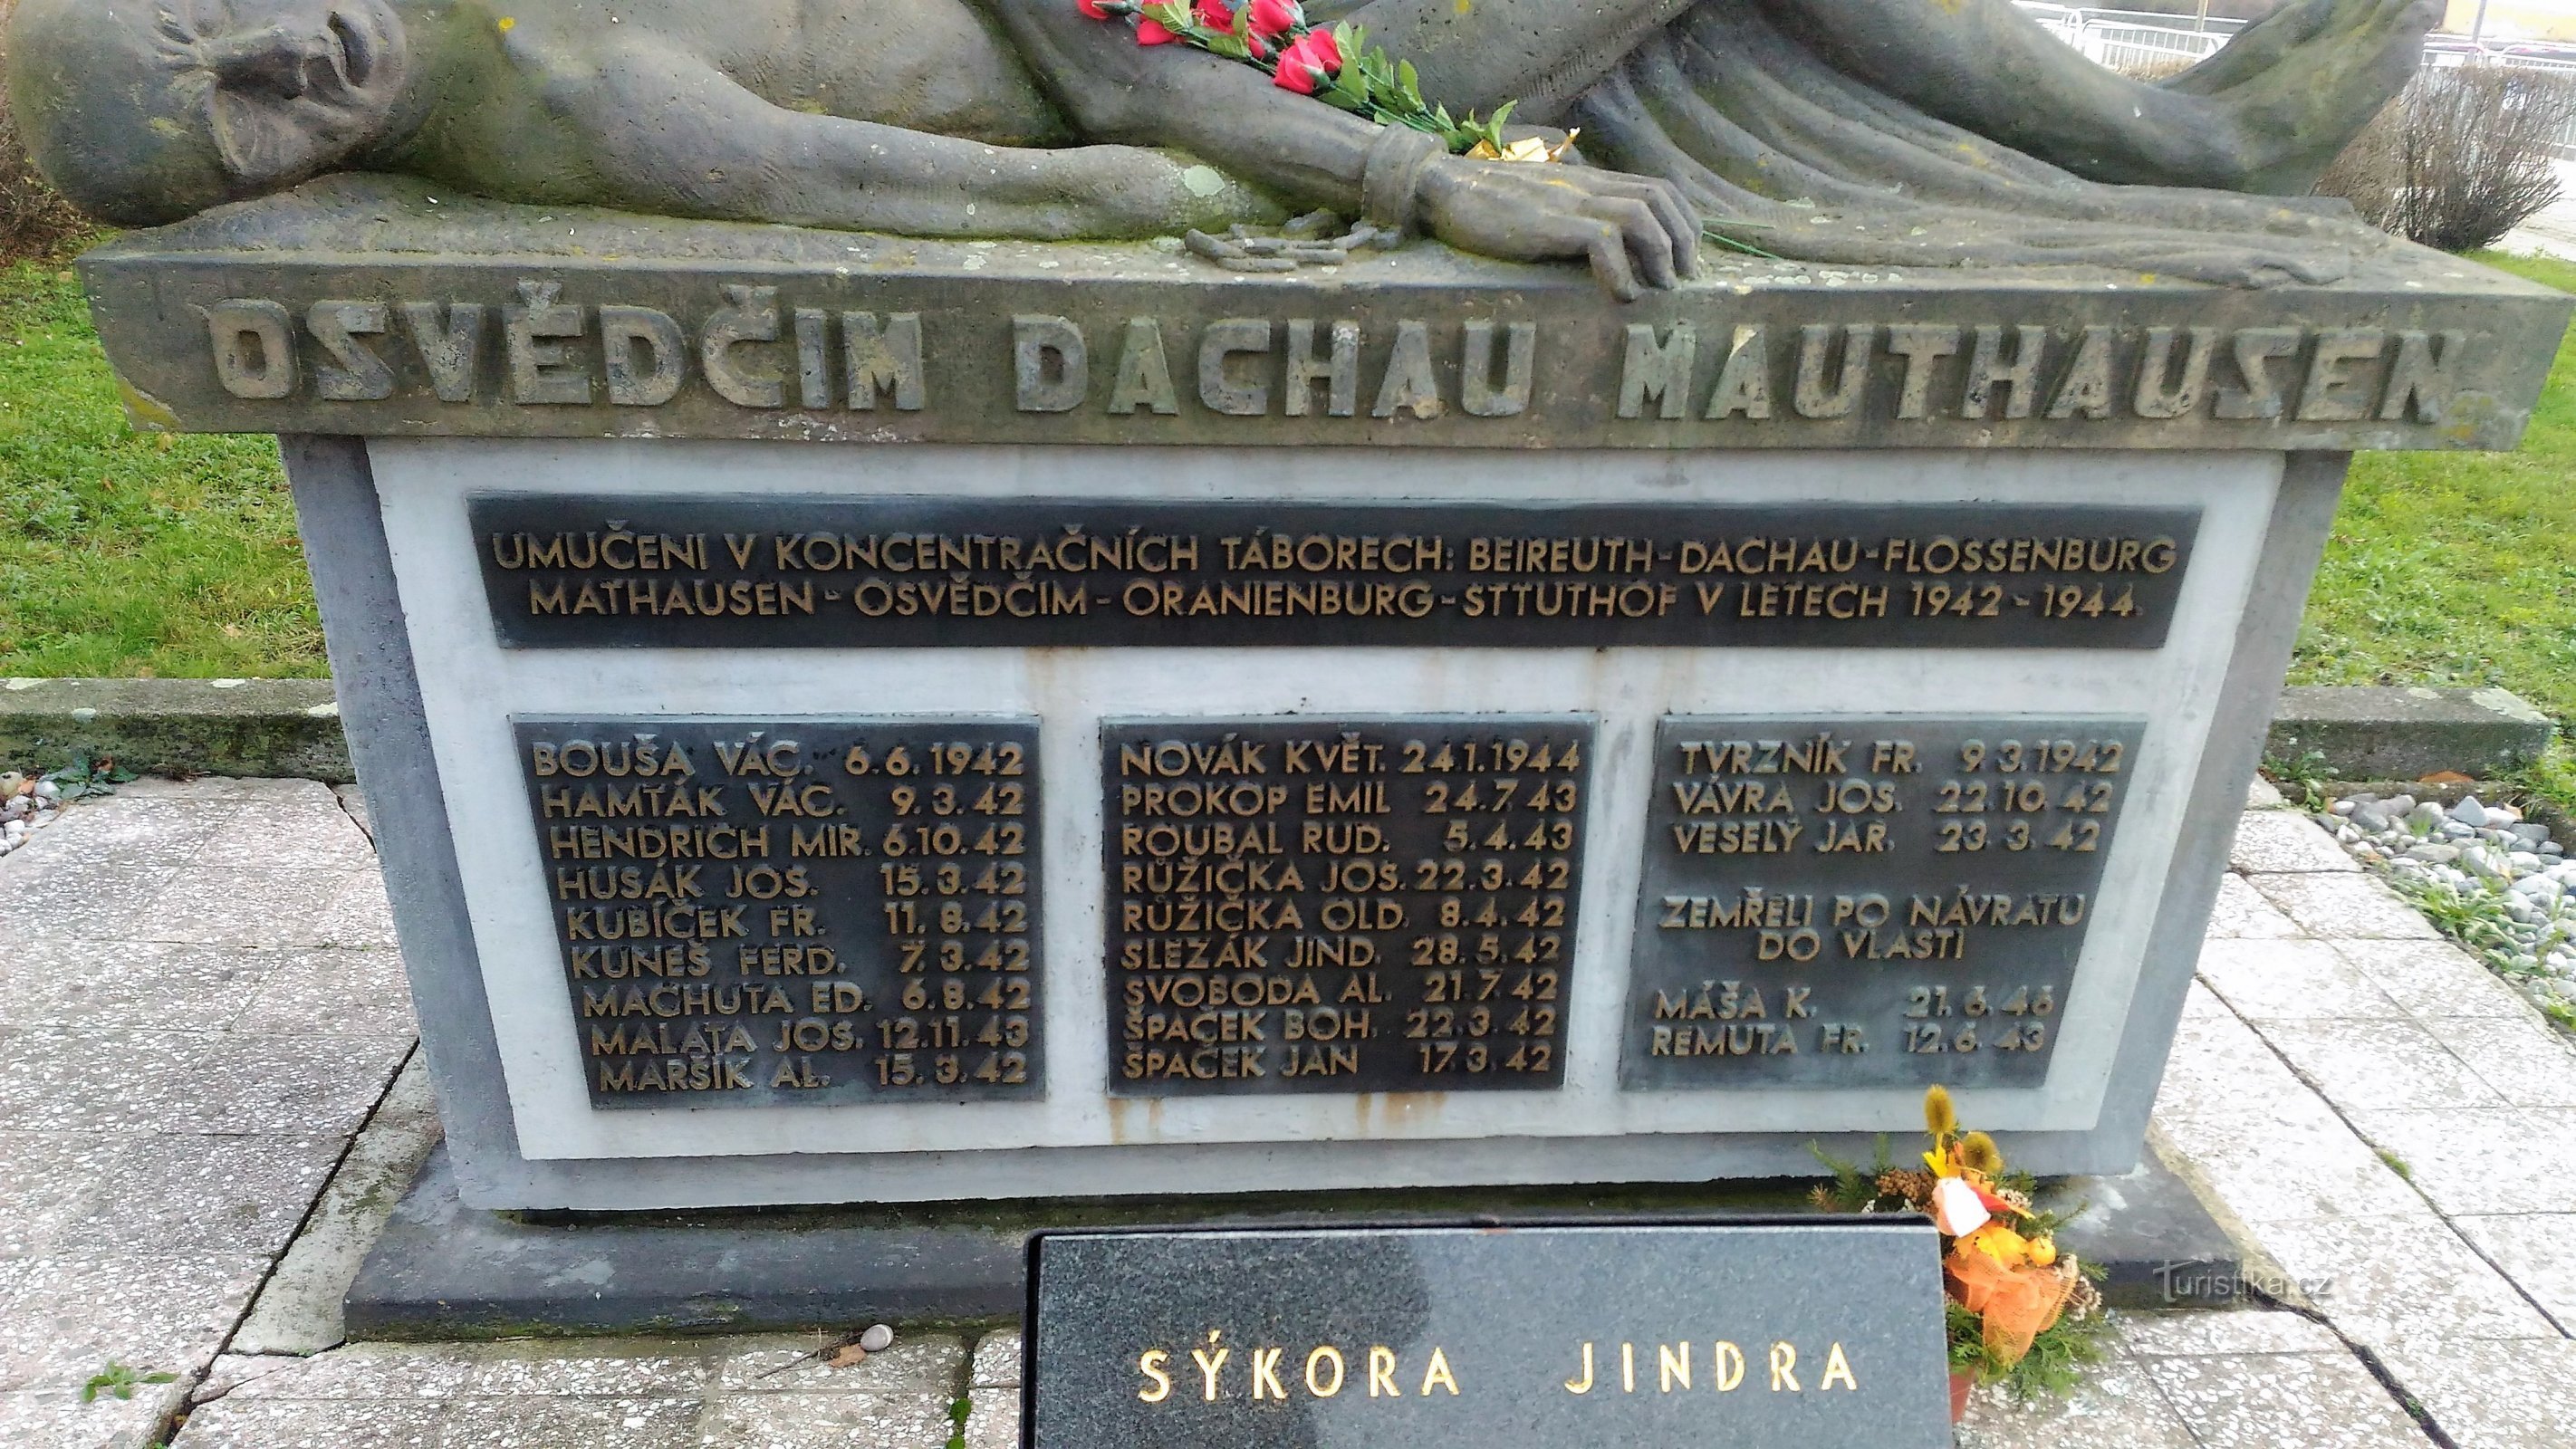 OSVĚDČIM DACHAU MAUTHAUSEN
UMUČENI V KONCENTRAČNÍCH TÁBORECH: BEIREUTH-DACHAU-FLOSSENBURG
MATHAUSEN-OSVĚDČIM-ORANIENBURG-STTUTHOF V LETECH 1942-1944.
BOUŠA VÁC. 6.6.1942
HAMŤÁK VÁC. 9.3.42
HENDRICH MIR. 6.10.42
HUSÁK JOS. 15.3.42
KUBÍČEK FR. 11.8.42
KUNEŠ FERD. 7.3.42
MACHUTA ED. 6.8.42
MALATA JOS. 12.11.43
MARŠÍK AL. 15.3.42
NOVÁK KVĚT. 24.1.1944
PROKOP EMIL 24.7.43
ROUBAL RUD. 5.4.43
RŮŽIČKA JOS. 22.3.42
RŮŽIČKA OLD. 8.4.42
SLEZÁK JIND. 28.5.42
SVOBODA AL. 21.7.42
ŠPAČEK BOH. 22.3.42
ŠPAČEK JAN 17.3.42
TVRZNÍK FR. 9.3.1942
VÁVRA JOS. 22.10.42
VESELÝ JAR. 23.3.42
ZEMŘELI PO NÁVRATU
DO VLASTI
MÁŠA K. 21.6.46
REMUTA FR. 12.6.43
SÝKORA JINDRA
Turistika.cz